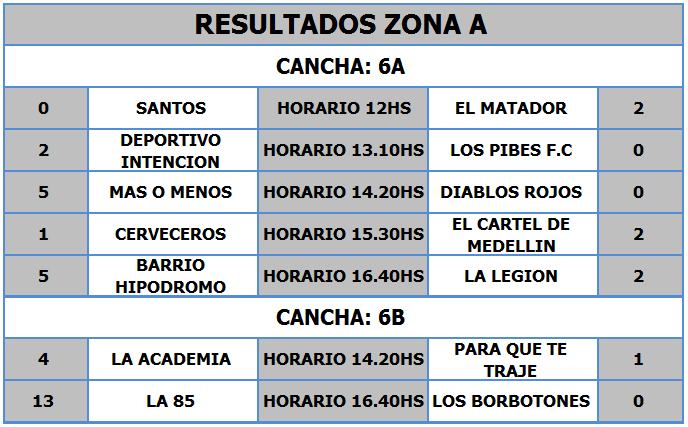 RESULTADOS ZONA A
CANCHA: 6A
0 SANTOS HORARIO 12HS EL MATADOR 2
2 DEPORTIVO INTENCION HORARIO 13.10HS LOS PIBES F.C 0
5 MAS O MENOS HORARIO 14.20HS DIABLOS ROJOS 0
1 CERVECEROS HORARIO 15.30HS EL CARTEL DE MEDELLIN 2
5 BARRIO HIPODROMO HORARIO 16.40HS LA LEGION 2
CANCHA: 6B
4 LA ACADEMIA HORARIO 14.20HS PARA QUE TE TRAJE 1
13 LA 85 HORARIO 16.40HS LOS BORBOTONES 0